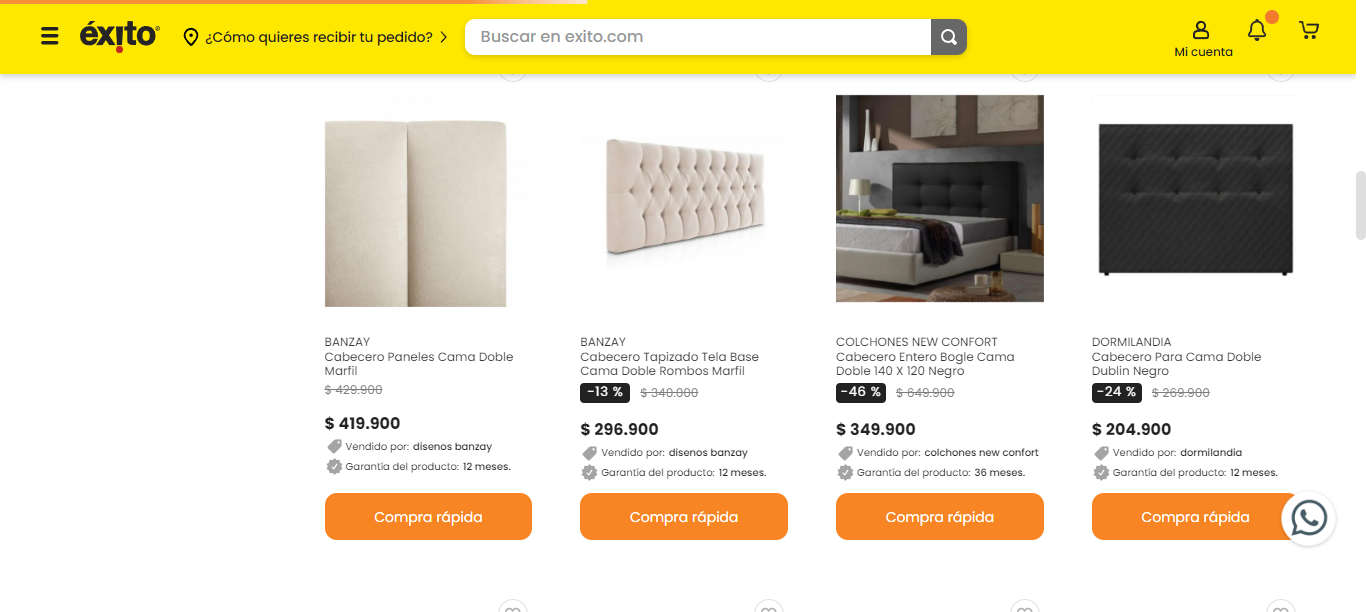 éxito
¿Cómo quieres recibir tu pedido?
Buscar en exito.com
Mi cuenta
BANZAY
Cabecero Paneles Cama Doble
Marfil
$ 429.900
$ 419.900
Vendido por: disenos banzay
Garantía del producto: 12 meses.
Compra rápida
BANZAY
Cabecero Tapizado Tela Base
Cama Doble Rombos Marfil
-13 % $ 340.000
$ 296.900
Vendido por: disenos banzay
Garantía del producto: 12 meses.
Compra rápida
COLCHONES NEW CONFORT
Cabecero Entero Bogle Cama
Doble 140 X 120 Negro
-46 % $ 649.900
$ 349.900
Vendido por: colchones new confort
Garantía del producto: 36 meses.
Compra rápida
DORMILANDIA
Cabecero Para Cama Doble
Dublin Negro
-24 % $ 269.900
$ 204.900
Vendido por: dormilandia
Garantía del producto: 12 meses.
Compra rápida